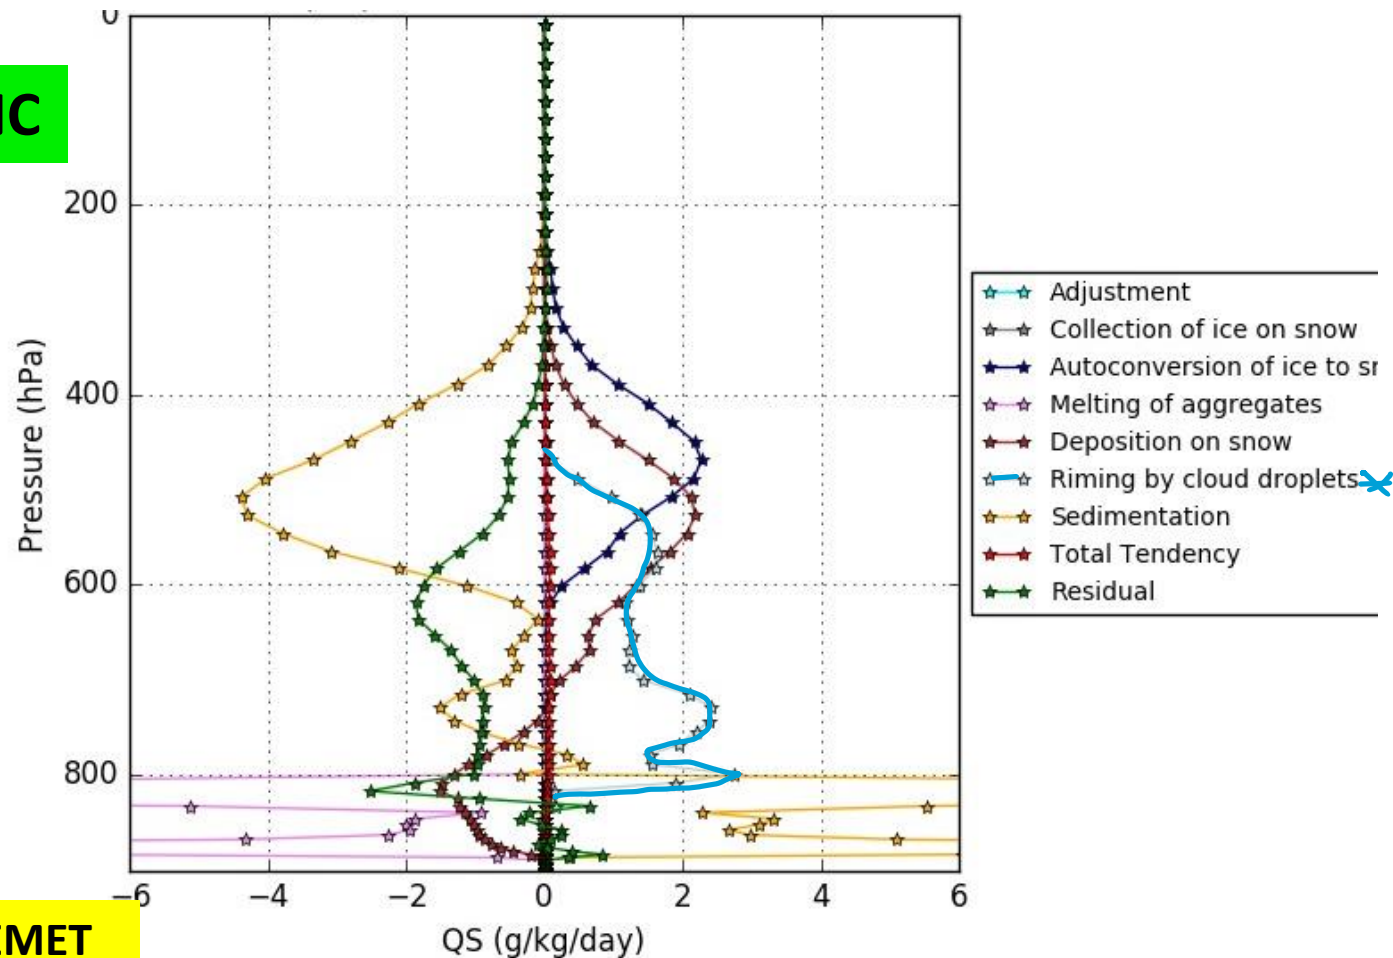 IC
0
200
400
600
800
Pressure (hPa)
−6 −4 −2 0 2 4 6
QS (g/kg/day)
Adjustment
Collection of ice on snow
Autoconversion of ice to sn
Melting of aggregates
Deposition on snow
Riming by cloud droplets
Sedimentation
Total Tendency
Residual
EMET